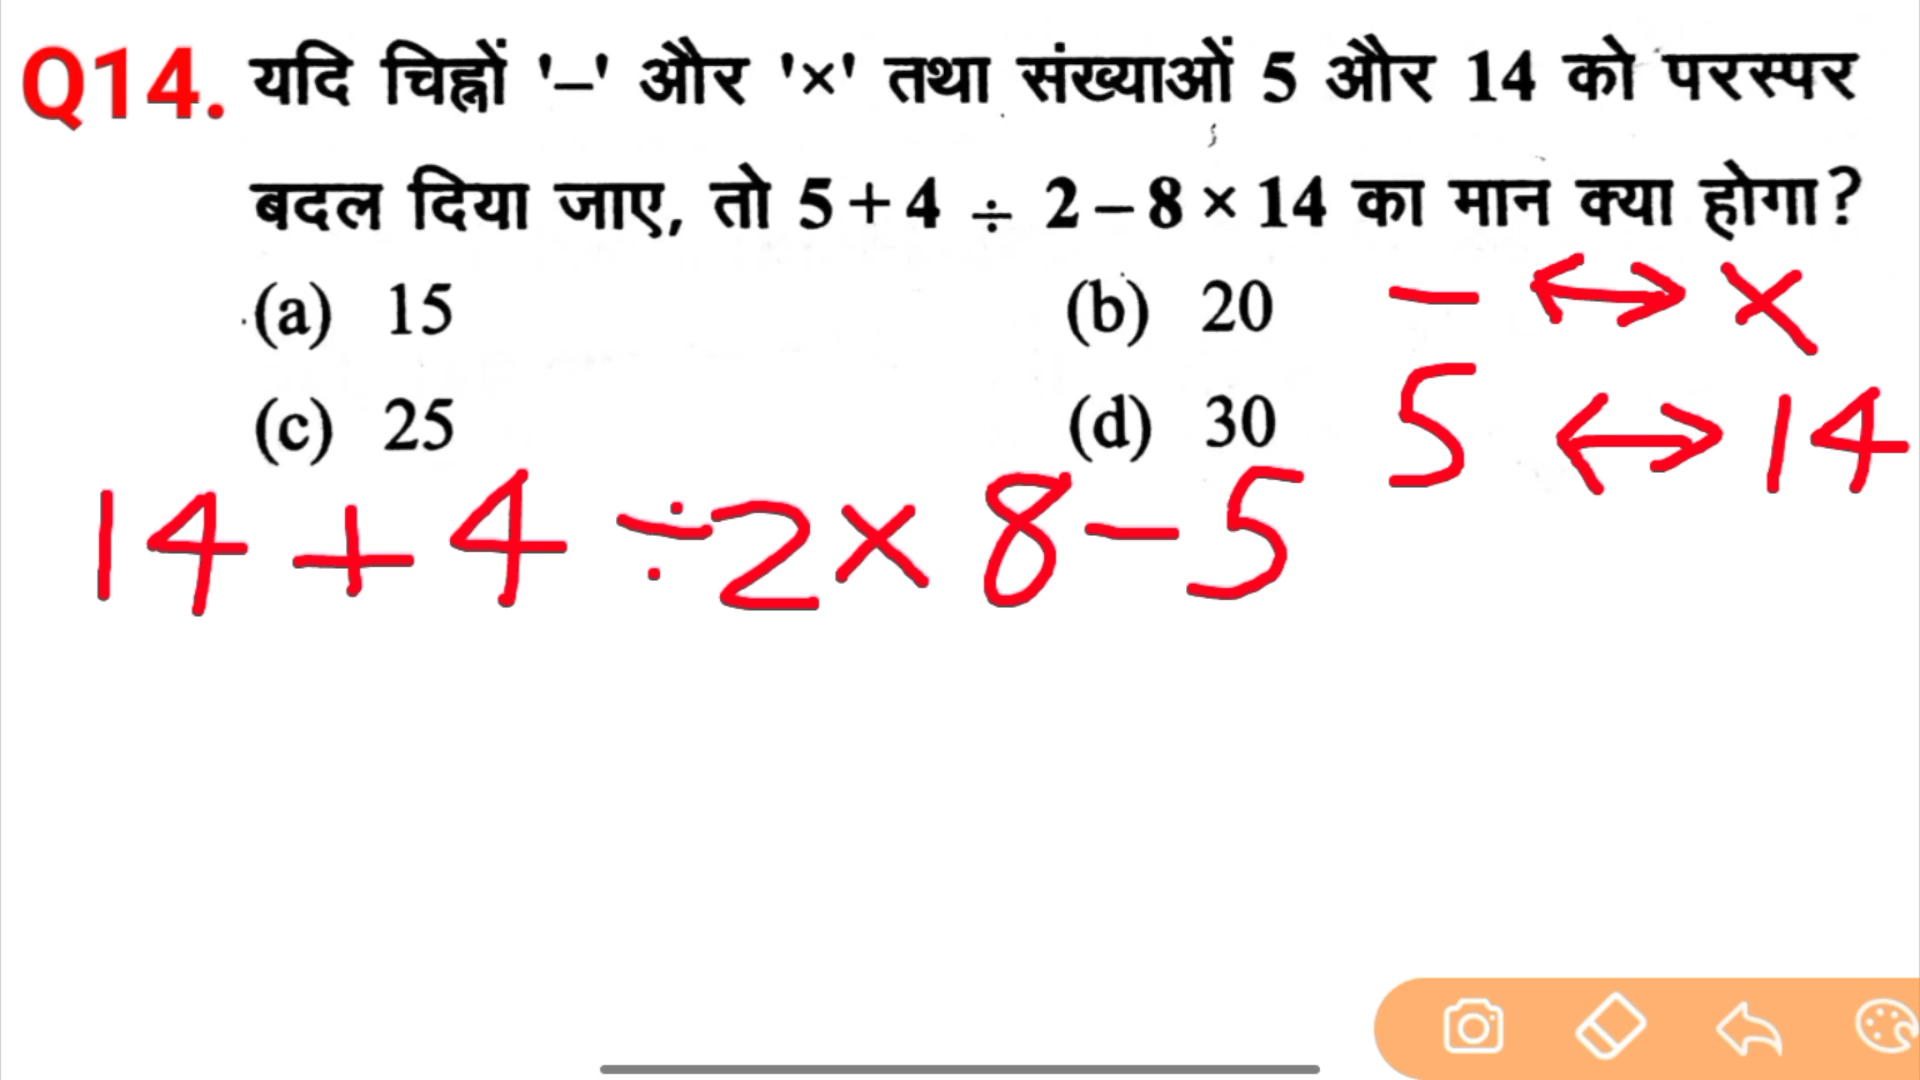 Q14. यदि चिह्नों '–' और '×' तथा संख्याओं 5 और 14 को परस्पर
बदल दिया जाए, तो 5 + 4 ÷ 2 – 8 × 14 का मान क्या होगा?
(a) 15 (b) 20
– ↔ ×
(c) 25 (d) 30
5 ↔ 14
14 + 4 ÷ 2 × 8 – 5